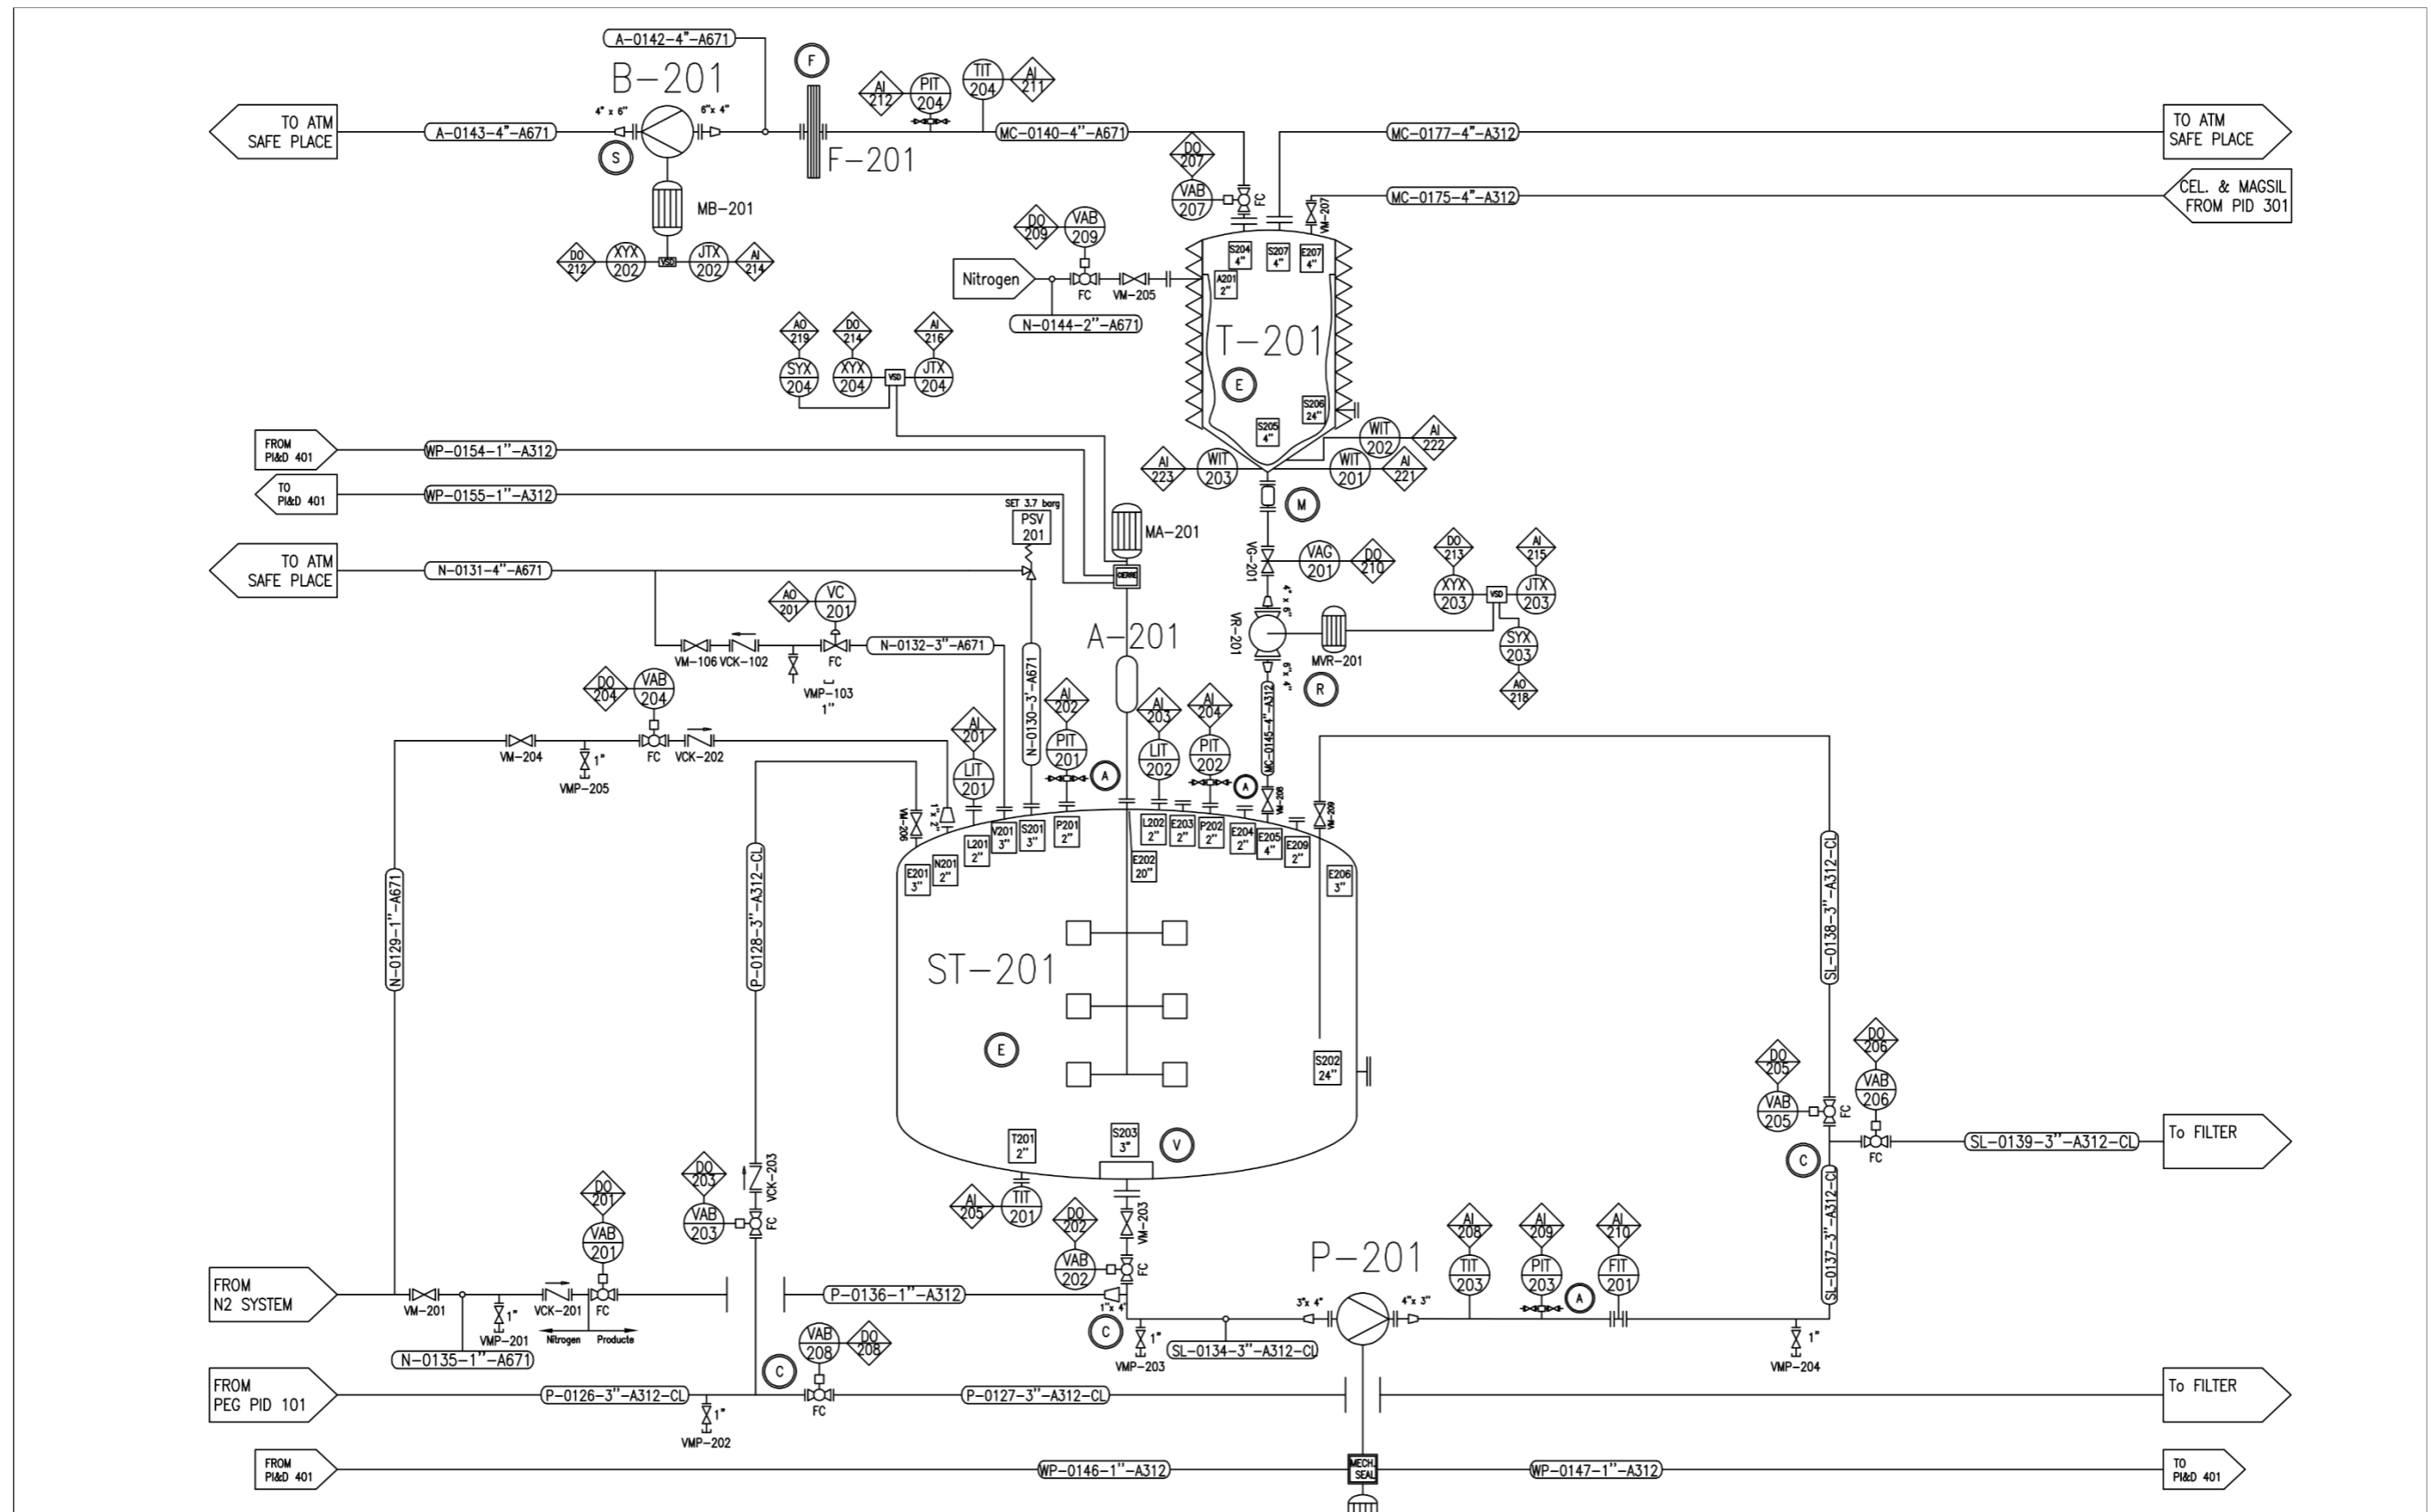 A-0142-4"-A671
B-201
F
AI
212
PIT
204
TIT
204
AI
211
4" x 6"
6"x 4"
TO ATM
SAFE PLACE
A-0143-4"-A671
S
F-201
MC-0140-4"-A671
MC-0177-4"-A312
TO ATM
SAFE PLACE
DO
207
VAB
207
FC
VM-207
MC-0175-4"-A312
CEL. & MAGSIL
FROM PID 301
MB-201
DO
212
XYX
202
VSD
JTX
202
AI
214
DO
209
VAB
209
S204
4"
S207
4"
E207
4"
Nitrogen
FC
VM-205
A201
2"
N-0144-2"-A671
T-201
E
AO
219
DO
214
AI
216
SYX
204
XYX
204
VSD
JTX
204
S206
24"
S205
4"
WIT
202
AI
222
FROM
PI&D 401
WP-0154-1"-A312
AI
223
WIT
203
WIT
201
AI
221
TO
PI&D 401
WP-0155-1"-A312
SET 3.7 barg
PSV
201
MA-201
M
TO ATM
SAFE PLACE
N-0131-4"-A671
CIERRE
VG-201
VAG
201
DO
210
DO
213
AI
215
XYX
203
VSD
JTX
203
4" x 6"
AO
201
VC
201
A-201
VR-201
MVR-201
SYX
203
AO
218
VM-106
VCK-102
FC
N-0132-3"-A671
VMP-103
1"
6"x 4"
R
DO
204
VAB
204
N-0130-3'-A671
AI
202
AI
203
AI
204
MC-0145-4"-A312
AI
201
PIT
201
A
LIT
202
PIT
202
A
VM-204
1"
VMP-205
FC
VCK-202
LIT
201
VM-206
1"x 2"
VM-208
VM-209
E201
3"
N201
2"
L201
2"
V201
3"
S201
3"
P201
2"
E202
20"
L202
2"
E203
2"
P202
2"
E204
2"
E205
4"
E209
2"
E206
3"
N-0129-1"-A671
P-0128-3"-A312-CL
SL-0138-3"-A312-CL
ST-201
E
S202
24"
DO
205
DO
206
VAB
205
FC
VAB
206
FC
C
SL-0139-3"-A312-CL
To FILTER
T201
2"
S203
3"
V
AI
205
TIT
201
VCK-203
DO
203
VAB
203
FC
DO
201
VAB
201
DO
202
VM-203
VAB
202
FC
P-201
AI
208
AI
209
AI
210
TIT
203
PIT
203
A
FIT
201
SL-0137-3"-A312-CL
FROM
N2 SYSTEM
VM-201
1"
VMP-201
VCK-201
FC
Nitrogen
Producte
P-0136-1"-A312
1"x 4"
3"x 4"
4"x 3"
N-0135-1"-A671
C
1"
VMP-203
SL-0134-3"-A312-CL
1"
VMP-204
VAB
208
DO
208
C
FROM
PEG PID 101
P-0126-3"-A312-CL
1"
VMP-202
FC
P-0127-3"-A312-CL
To FILTER
FROM
PI&D 401
WP-0146-1"-A312
MECH.
SEAL
WP-0147-1"-A312
TO
PI&D 401